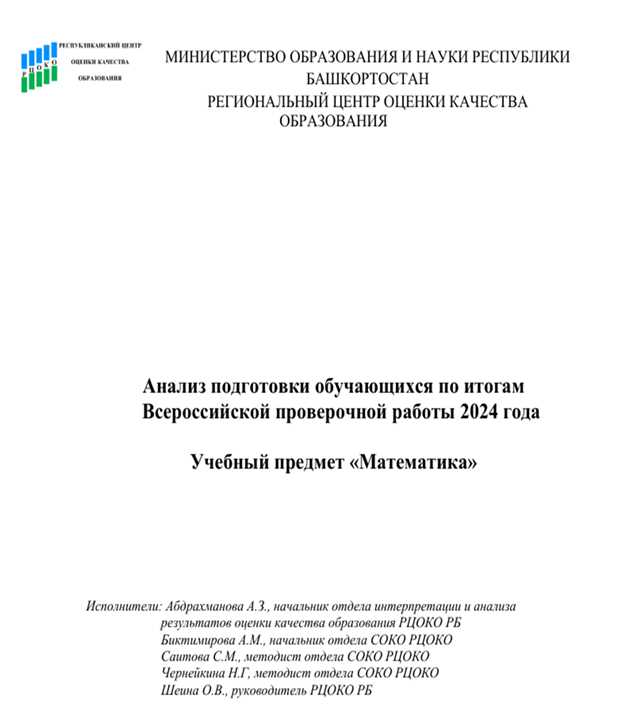 РЕСПУБЛИКАНСКИЙ ЦЕНТР
ОЦЕНКИ КАЧЕСТВА
ОБРАЗОВАНИЯ
РЦОКО
МИНИСТЕРСТВО ОБРАЗОВАНИЯ И НАУКИ РЕСПУБЛИКИ
БАШКОРТОСТАН
РЕГИОНАЛЬНЫЙ ЦЕНТР ОЦЕНКИ КАЧЕСТВА
ОБРАЗОВАНИЯ
Анализ подготовки обучающихся по итогам
Всероссийской проверочной работы 2024 года
Учебный предмет «Математика»
Исполнители: Абдрахманова А.З., начальник отдела интерпретации и анализа
результатов оценки качества образования РЦОКО РБ
Биктимирова А.М., начальник отдела СОКО РЦОКО
Саитова С.М., методист отдела СОКО РЦОКО
Чернейкина Н.Г, методист отдела СОКО РЦОКО
Шеина О.В., руководитель РЦОКО РБ